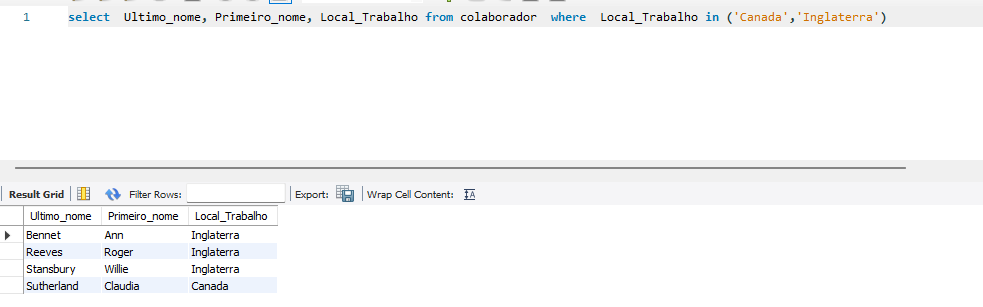 1 select Ultimo_nome, Primeiro_nome, Local_Trabalho from colaborador where Local_Trabalho in ('Canada','Inglaterra')
Result Grid Filter Rows: Export: Wrap Cell Content:
Ultimo_nome Primeiro_nome Local_Trabalho
Bennet Ann Inglaterra
Reeves Roger Inglaterra
Stansbury Willie Inglaterra
Sutherland Claudia Canada